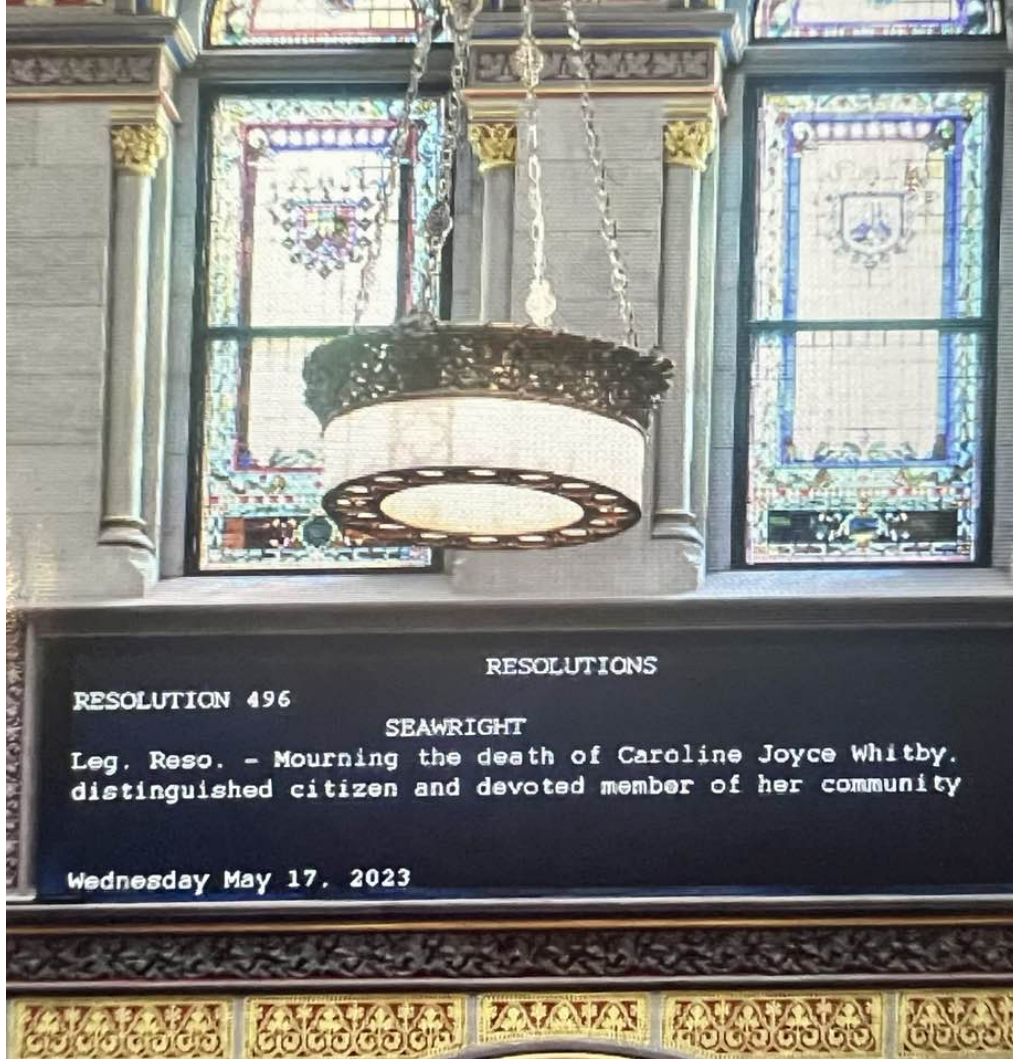 RESOLUTIONS
RESOLUTION 496
SEAWRIGHT
Leg. Reso. - Mourning the death of Caroline Joyce Whitby,
distinguished citizen and devoted member of her community
Wednesday May 17, 2023